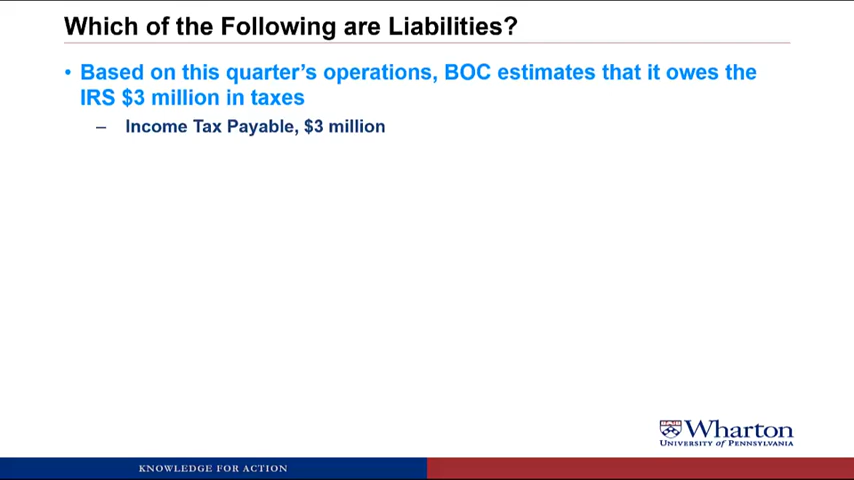 Which of the Following are Liabilities?
• Based on this quarter's operations, BOC estimates that it owes the
IRS $3 million in taxes
– Income Tax Payable, $3 million
Wharton
UNIVERSITY of PENNSYLVANIA
KNOWLEDGE FOR ACTION